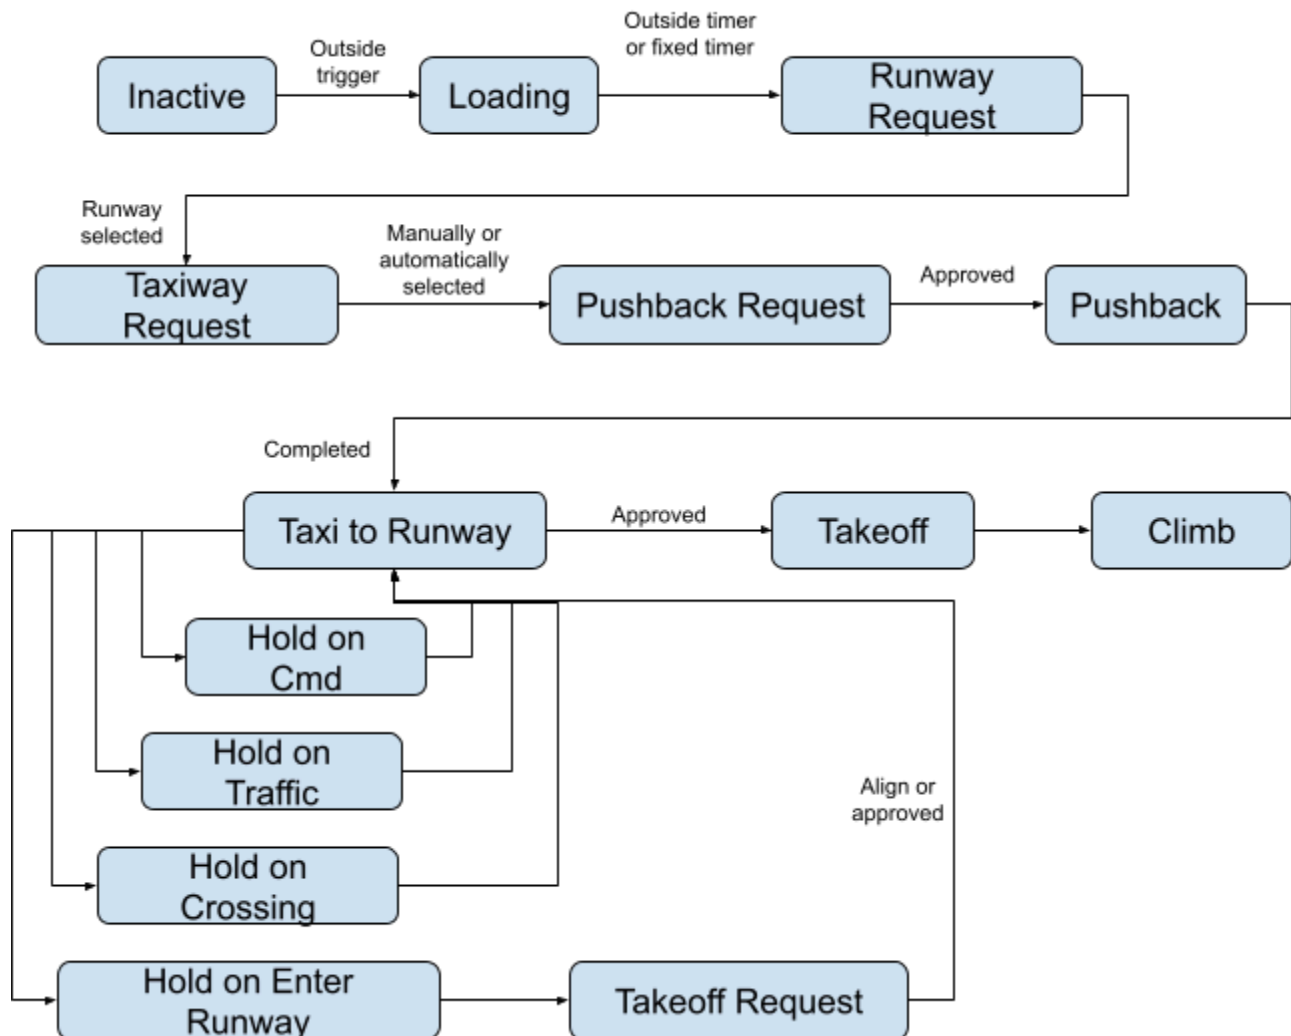 Outside
trigger
Outside timer
or fixed timer
Inactive
Loading
Runway
Request
Runway
selected
Manually or
automatically
selected
Approved
Taxiway
Request
Pushback Request
Pushback
Completed
Taxi to Runway
Approved
Takeoff
Climb
Hold on
Cmd
Hold on
Traffic
Align or
approved
Hold on
Crossing
Hold on Enter
Runway
Takeoff Request